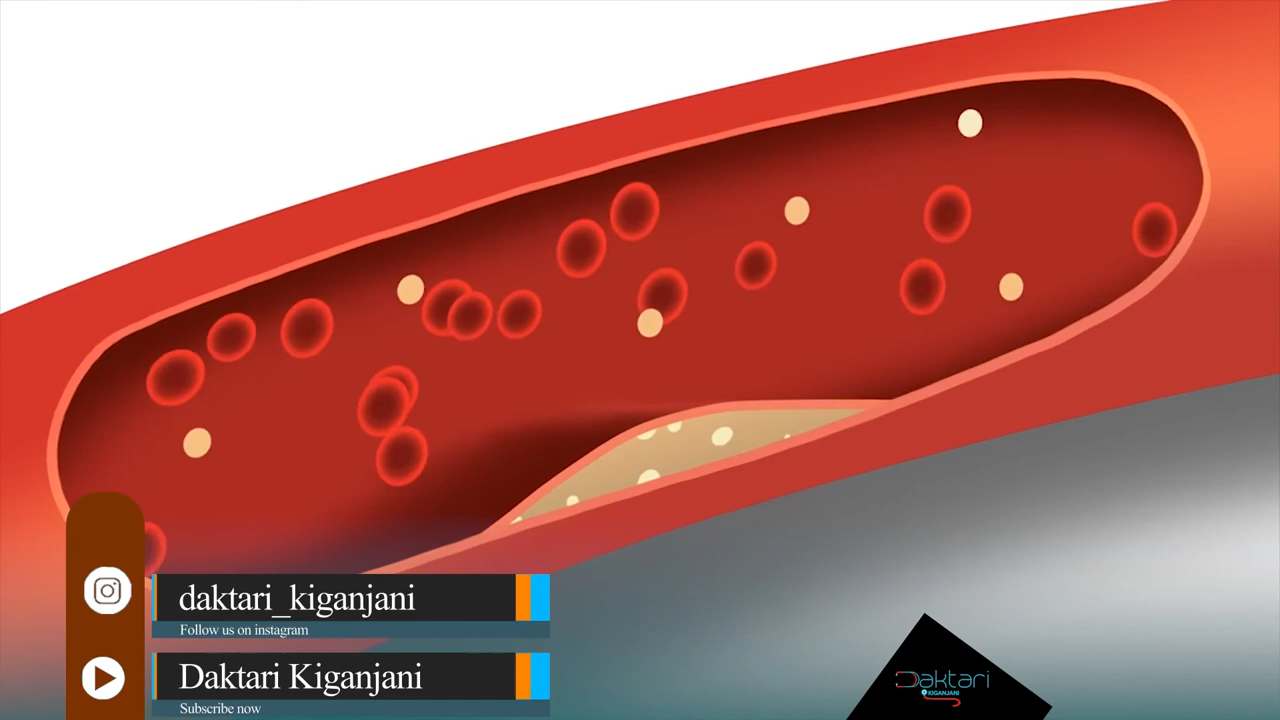 daktari_kiganjani
Follow us on instagram
Daktari Kiganjani
Subscribe now
Daktari
KIGANJANI